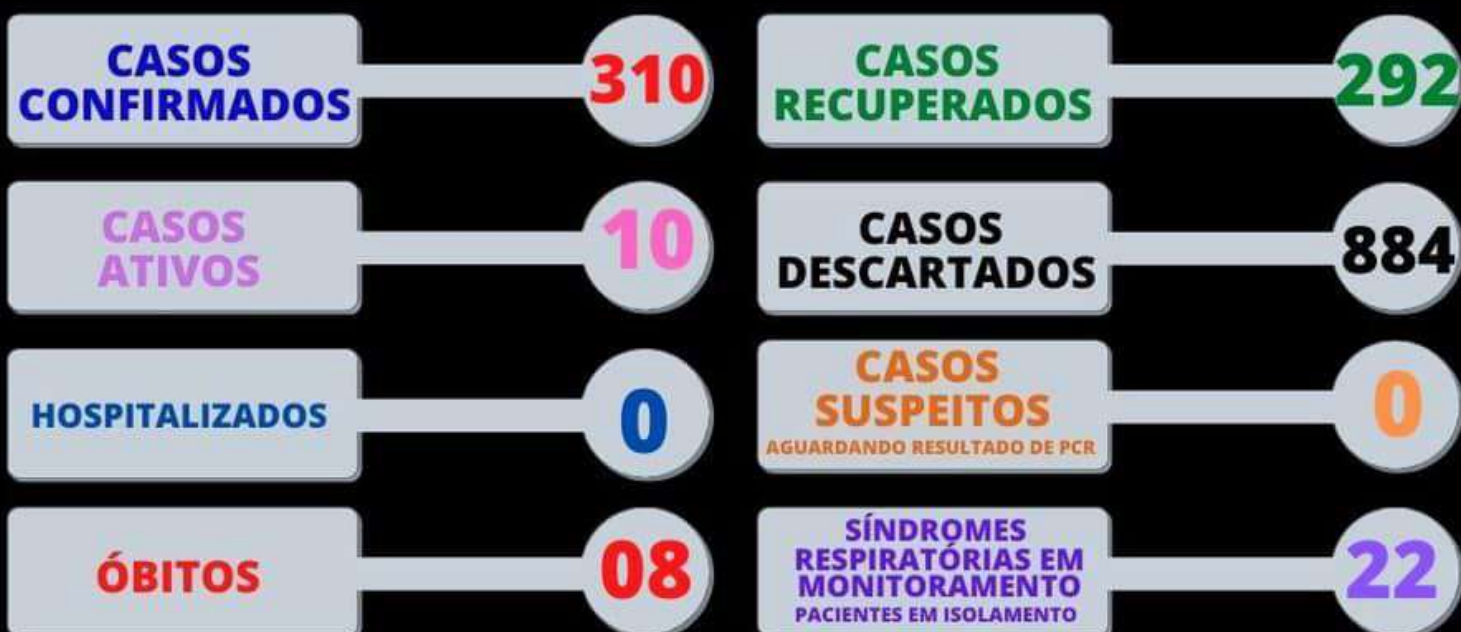 CASOS
CONFIRMADOS
310
CASOS
RECUPERADOS
292
CASOS
ATIVOS
10
CASOS
DESCARTADOS
884
HOSPITALIZADOS
0
CASOS
SUSPEITOS
AGUARDANDO RESULTADO DE PCR
0
ÓBITOS
08
SÍNDROMES
RESPIRATÓRIAS EM
MONITORAMENTO
PACIENTES EM ISOLAMENTO
22